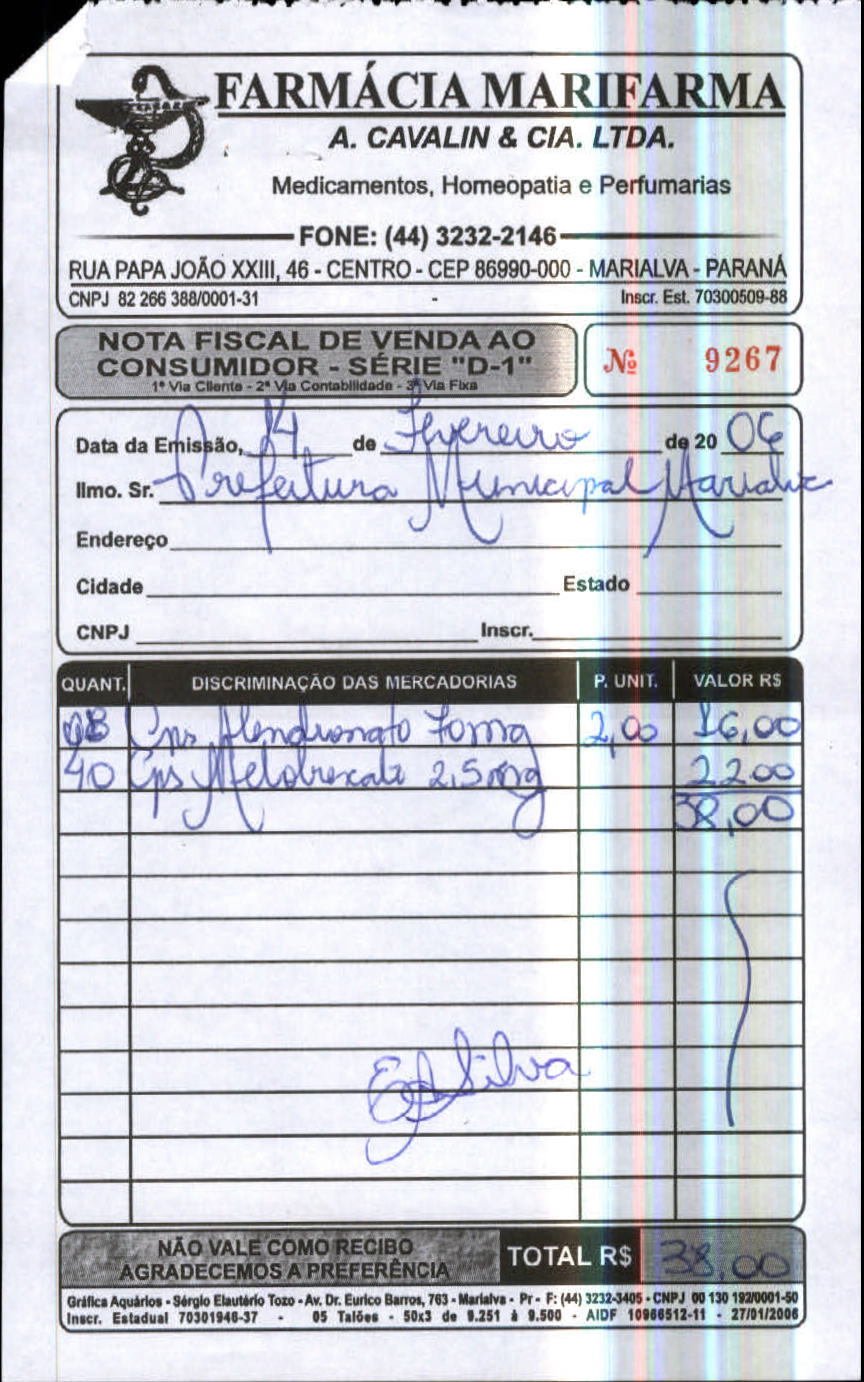 FARMÁCIA MARIFARMA
A. CAVALIN & CIA. LTDA.
Medicamentos, Homeopatia e Perfumarias
FONE: (44) 3232-2146
RUA PAPA JOÃO XXIII, 46 - CENTRO - CEP 86990-000 - MARIALVA - PARANÁ
CNPJ 82 266 388/0001-31 - Inscr. Est. 70300509-88
NOTA FISCAL DE VENDA AO
CONSUMIDOR - SÉRIE "D-1"
1ª Via Cliente - 2ª Via Contabilidade - 3ª Via Fixa
Nº 9267
Data da Emissão, 14 de Fevereiro de 20 06
Ilmo. Sr. Prefeitura Municipal Marialva
Endereço
Cidade Estado
CNPJ Inscr.
QUANT. DISCRIMINAÇÃO DAS MERCADORIAS P. UNIT. VALOR R$
08 Cps Alendronato 70mg 2,00 16,00
40 Cps 2,5mg 2200
38,00
Silva
NÃO VALE COMO RECIBO
AGRADECEMOS A PREFERÊNCIA
TOTAL R$ 38,00
Gráfica Aquários - Sérgio Elautério Tozo - Av. Dr. Eurico Barros, 763 - Marialva - Pr - F: (44) 3232-3405 - CNPJ 00 130 192/0001-50
Inscr. Estadual 70301946-37 - 05 Talões - 50x3 de 9.251 à 9.500 - AIDF 10966512-11 - 27/01/2006